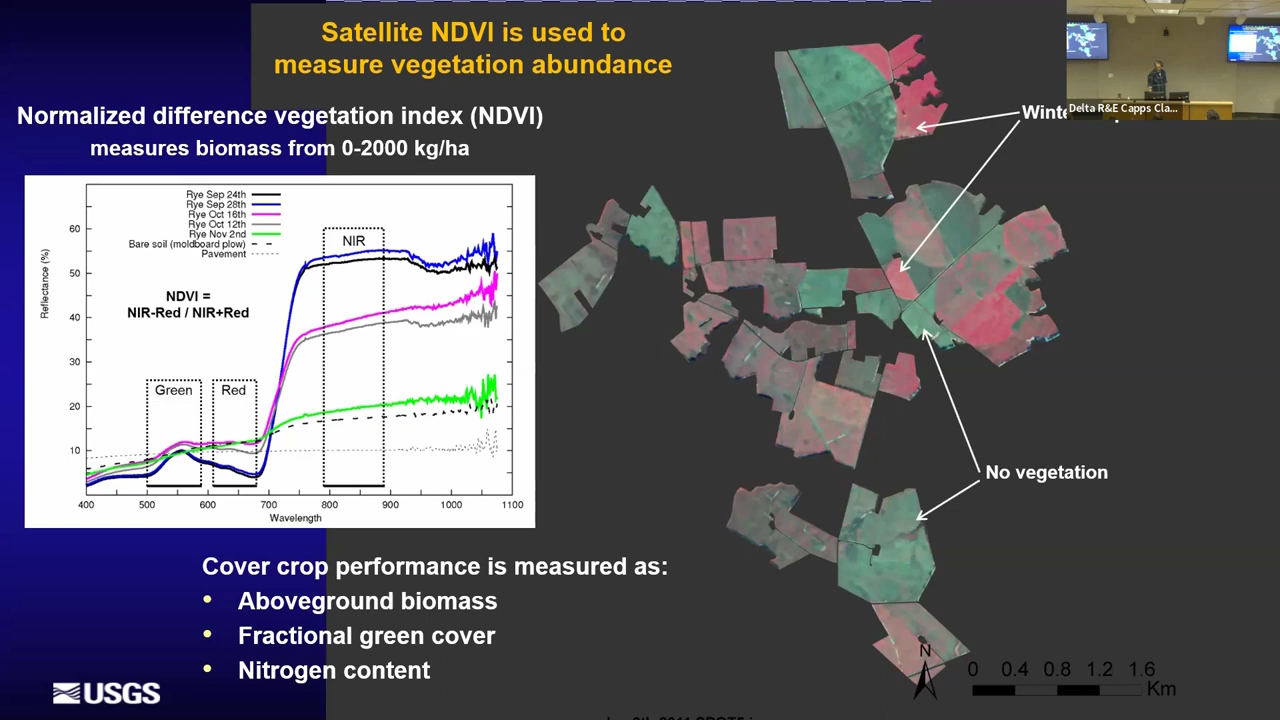 Satellite NDVI is used to
measure vegetation abundance
Normalized difference vegetation index (NDVI)
measures biomass from 0-2000 kg/ha
Rye Sep 24th
Rye Sep 28th
Rye Oct 16th
Rye Oct 12th
Rye Nov 2nd
Bare soil (moldboard plow)
Pavement
NIR
NDVI =
NIR-Red / NIR+Red
Green
Red
Reflectance (%)
60
50
40
30
20
10
400 500 600 700 800 900 1000 1100
Wavelength
Cover crop performance is measured as:
• Aboveground biomass
• Fractional green cover
• Nitrogen content
USGS
Delta R&E Capps Cla...
No vegetation
N
0 0.4 0.8 1.2 1.6
Km